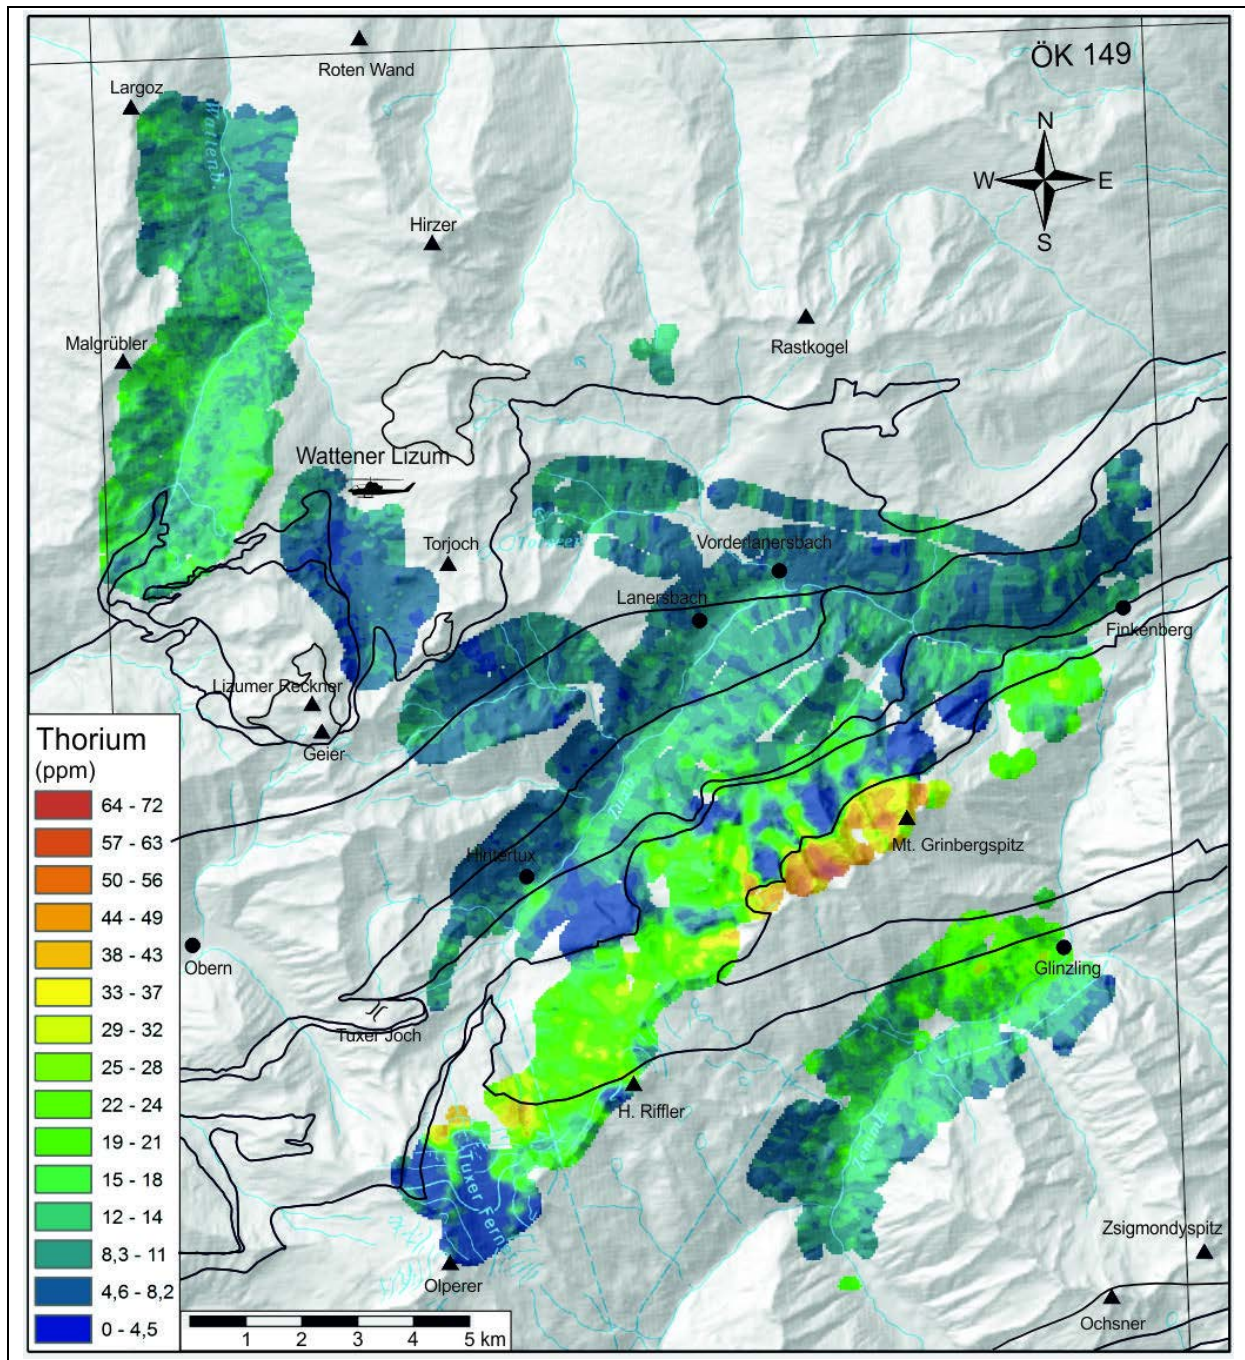 ÖK 149
Roten Wand
Largoz
Wattenb.
N
W
E
S
Hirzer
Malgrübler
Rastkogel
Wattener Lizum
Torjoch
Vorderlanersbach
Lanersbach
Finkenberg
Lizumer Reckner
Geier
Mt. Grinbergspitz
Hintertux
Obern
Glinzling
Tuxer Joch
H. Riffler
Tuxer Fern
Zsigmondyspitz
Olperer
Ochsner
Thorium
(ppm)
64 - 72
57 - 63
50 - 56
44 - 49
38 - 43
33 - 37
29 - 32
25 - 28
22 - 24
19 - 21
15 - 18
12 - 14
8,3 - 11
4,6 - 8,2
0 - 4,5
1 2 3 4 5 km